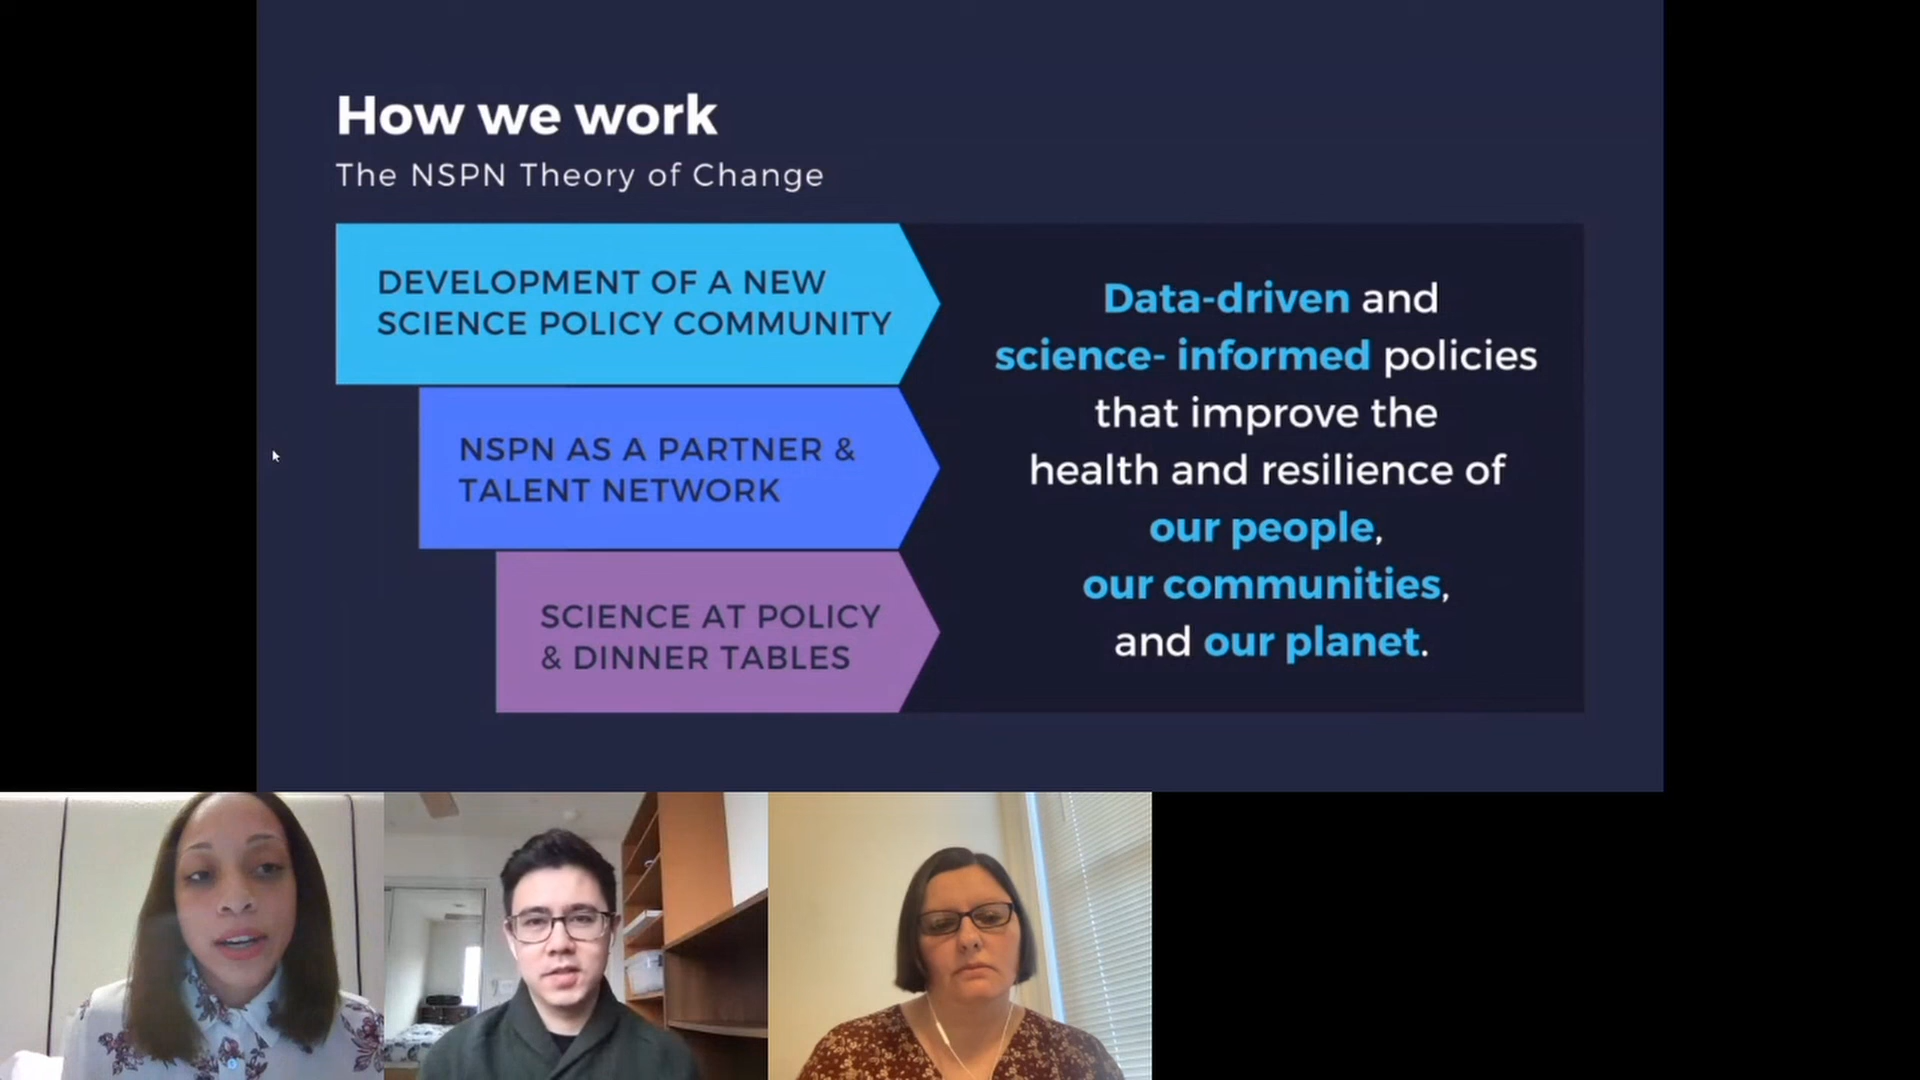 How we work
The NSPN Theory of Change
DEVELOPMENT OF A NEW
SCIENCE POLICY COMMUNITY
NSPN AS A PARTNER &
TALENT NETWORK
SCIENCE AT POLICY
& DINNER TABLES
Data-driven and
science- informed policies
that improve the
health and resilience of
our people,
our communities,
and our planet.